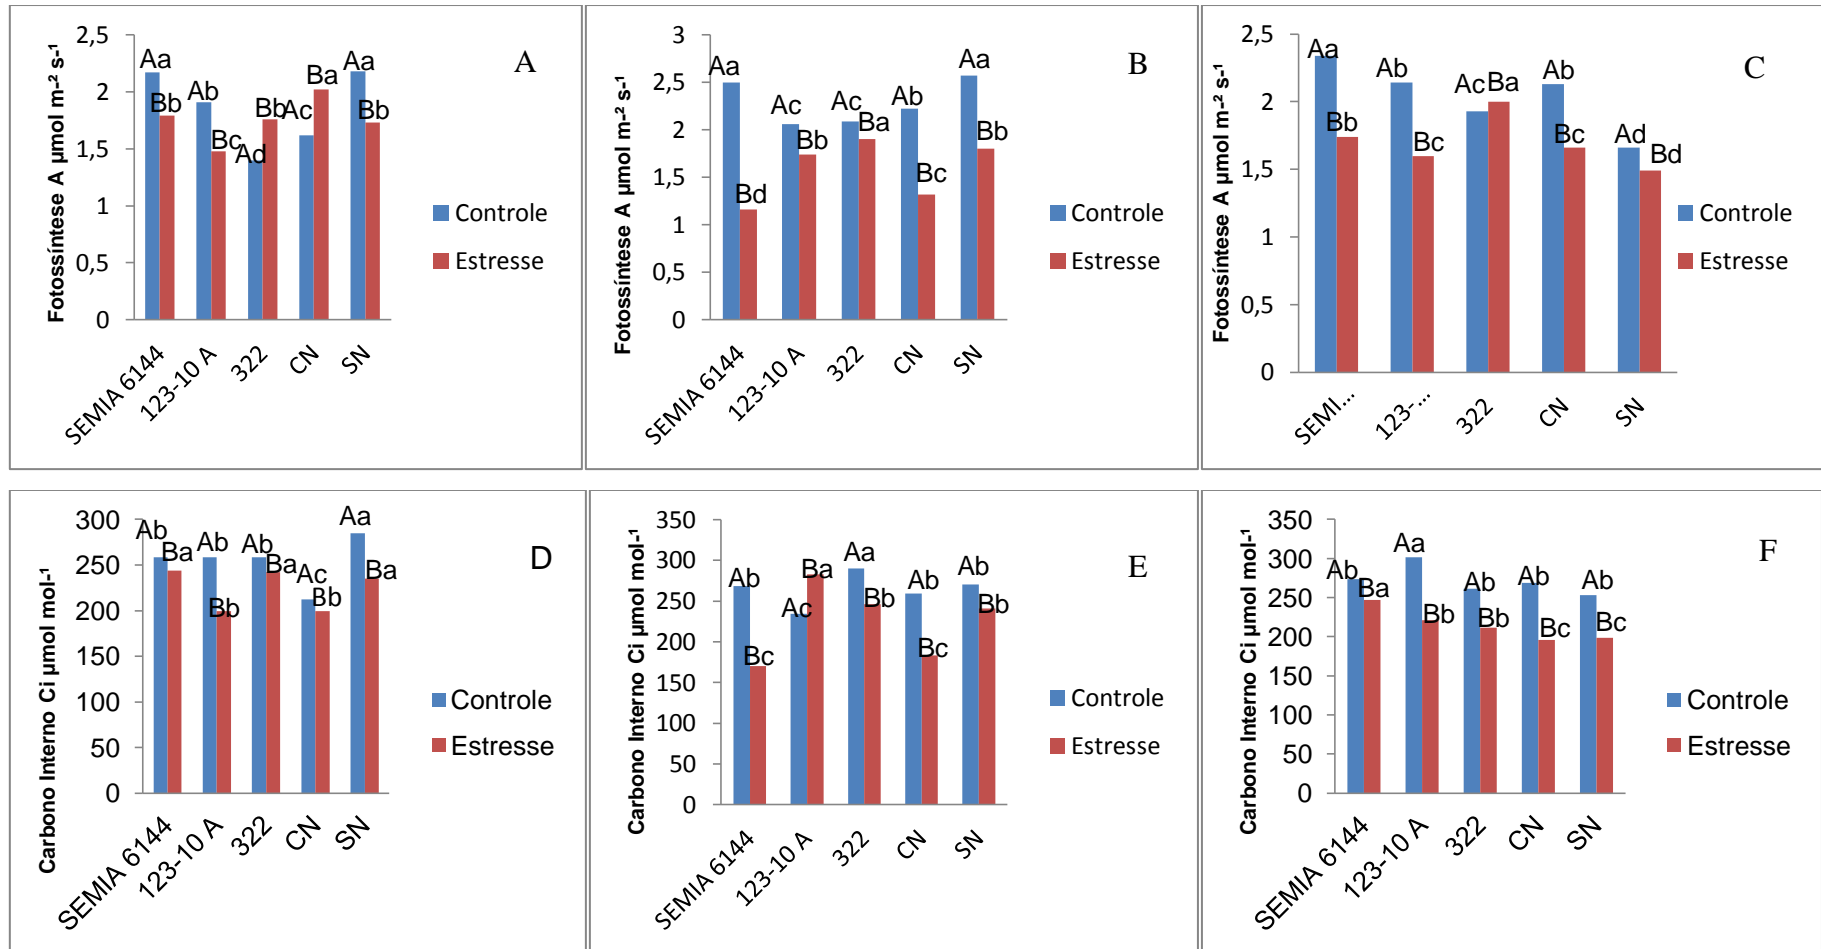 Fotossíntese A µmol m-² s-¹
2,5
2
1,5
1
0,5
0
Aa
Bb
Ab
Bc
Ad
Bb
Ac
Ba
Aa
Bb
A
Controle
Estresse
SEMIA 6144
123-10 A
322
CN
SN
Fotossíntese A µmol m-² s-¹
3
2,5
2
1,5
1
0,5
0
Aa
Bd
Ac
Bb
Ac
Ba
Ab
Bc
Aa
Bb
B
Controle
Estresse
SEMIA 6144
123-10 A
322
CN
SN
Fotossíntese A µmol m-² s-¹
2,5
2
1,5
1
0,5
0
Aa
Bb
Ab
Bc
Ac
Ba
Ab
Bc
Ad
Bd
C
Controle
Estresse
SEMI...
123-...
322
CN
SN
Carbono Interno Ci µmol mol-¹
300
250
200
150
100
50
0
Ab
Ba
Ab
Bb
Ab
Ba
Ac
Bb
Aa
Ba
D
Controle
Estresse
SEMIA 6144
123-10 A
322
CN
SN
Carbono Interno Ci µmol mol-¹
350
300
250
200
150
100
50
0
Ab
Bc
Ac
Ba
Aa
Bb
Ab
Bc
Ab
Bb
E
Controle
Estresse
SEMIA 6144
123-10 A
322
CN
SN
Carbono Interno Ci µmol mol-¹
350
300
250
200
150
100
50
0
Ab
Ba
Aa
Bb
Ab
Bb
Ab
Bc
Ab
Bc
F
Controle
Estresse
SEMIA 6144
123-10 A
322
CN
SN